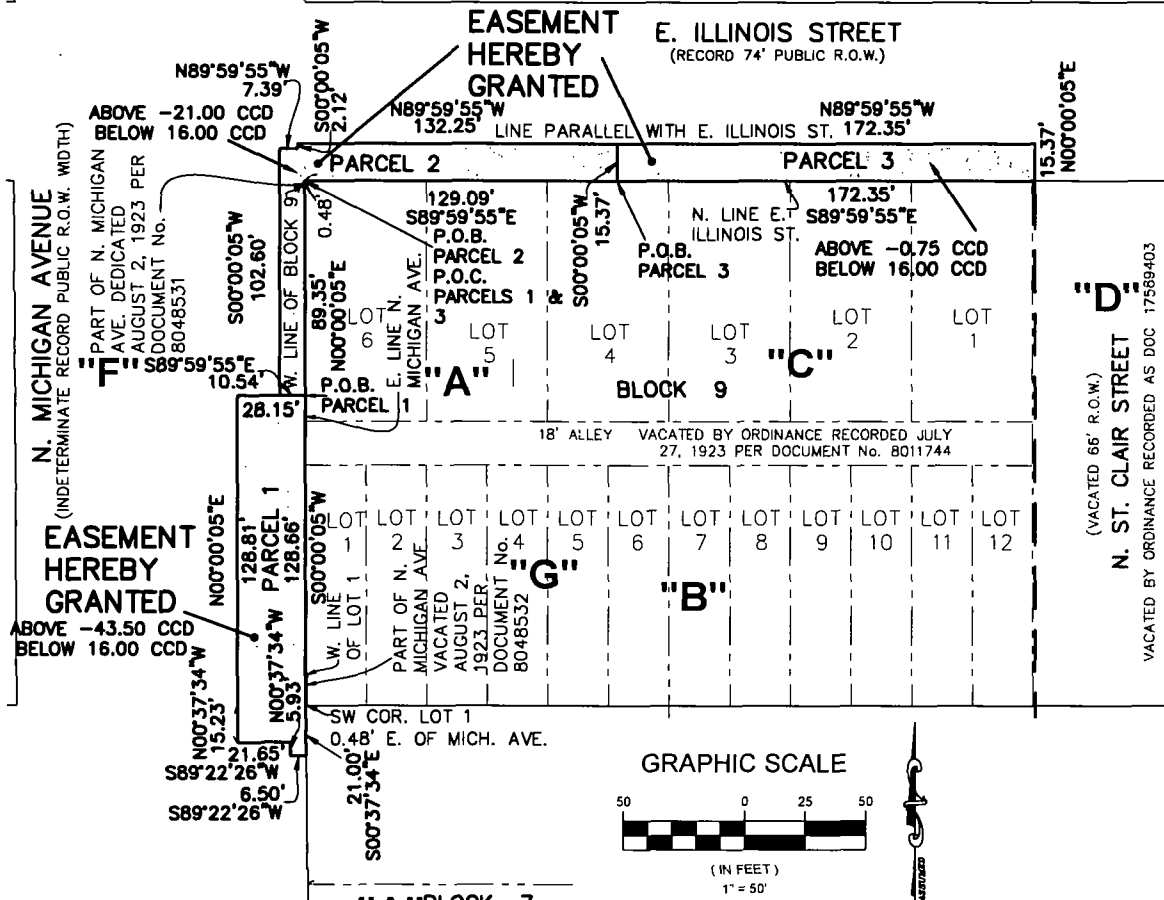 EASEMENT
HEREBY
GRANTED
E. ILLINOIS STREET
(RECORD 74' PUBLIC R.O.W.)
N89°59'55"W
7.39'
S00°00'05"W
2.12'
ABOVE -21.00 CCD
BELOW 16.00 CCD
N89°59'55"W
132.25'
LINE PARALLEL WITH E. ILLINOIS ST.
N89°59'55"W
172.35'
15.37'
N00°00'05"E
PARCEL 2
PARCEL 3
N. MICHIGAN AVENUE
(INDETERMINATE RECORD PUBLIC R.O.W. WIDTH)
PART OF N. MICHIGAN
AVE. DEDICATED
AUGUST 2, 1923 PER
DOCUMENT No.
8048531
"F"
S00°00'05"W
102.60'
W. LINE OF BLOCK 9
0.48'
89.35'
N00°00'05"E
129.09'
S89°59'55"E
P.O.B.
PARCEL 2
P.O.C.
PARCELS 1 &
3
E. LINE N.
MICHIGAN AVE.
S00°00'05"W
15.37'
P.O.B.
PARCEL 3
N. LINE E.
ILLINOIS ST.
172.35'
S89°59'55"E
ABOVE -0.75 CCD
BELOW 16.00 CCD
LOT
6
LOT
5
LOT
4
LOT
3
LOT
2
LOT
1
"A"
"C"
BLOCK 9
"D"
(VACATED 66' R.O.W.)
N. ST. CLAIR STREET
VACATED BY ORDINANCE RECORDED AS DOC 17589403
S89°59'55"E
10.54'
P.O.B.
PARCEL 1
28.15'
18' ALLEY VACATED BY ORDINANCE RECORDED JULY
27, 1923 PER DOCUMENT No. 8011744
EASEMENT
HEREBY
GRANTED
ABOVE -43.50 CCD
BELOW 16.00 CCD
N00°00'05"E
128.81'
PARCEL 1
128.66'
S00°00'05"W
N00°37'34"W
5.93'
N00°37'34"W
15.23'
21.65'
S89°22'26"W
6.50'
S89°22'26"W
21.00'
S00°37'34"E
W. LINE
OF LOT 1
PART OF N.
MICHIGAN AVE
VACATED
AUGUST 2,
1923 PER
DOCUMENT No.
8048532
LOT
1
LOT
2
LOT
3
LOT
4
LOT
5
LOT
6
LOT
7
LOT
8
LOT
9
LOT
10
LOT
11
LOT
12
"G"
"B"
SW COR. LOT 1
0.48' E. OF MICH. AVE.
GRAPHIC SCALE
50 0 25 50
( IN FEET )
1" = 50'
ASSUMED
BLOCK 7